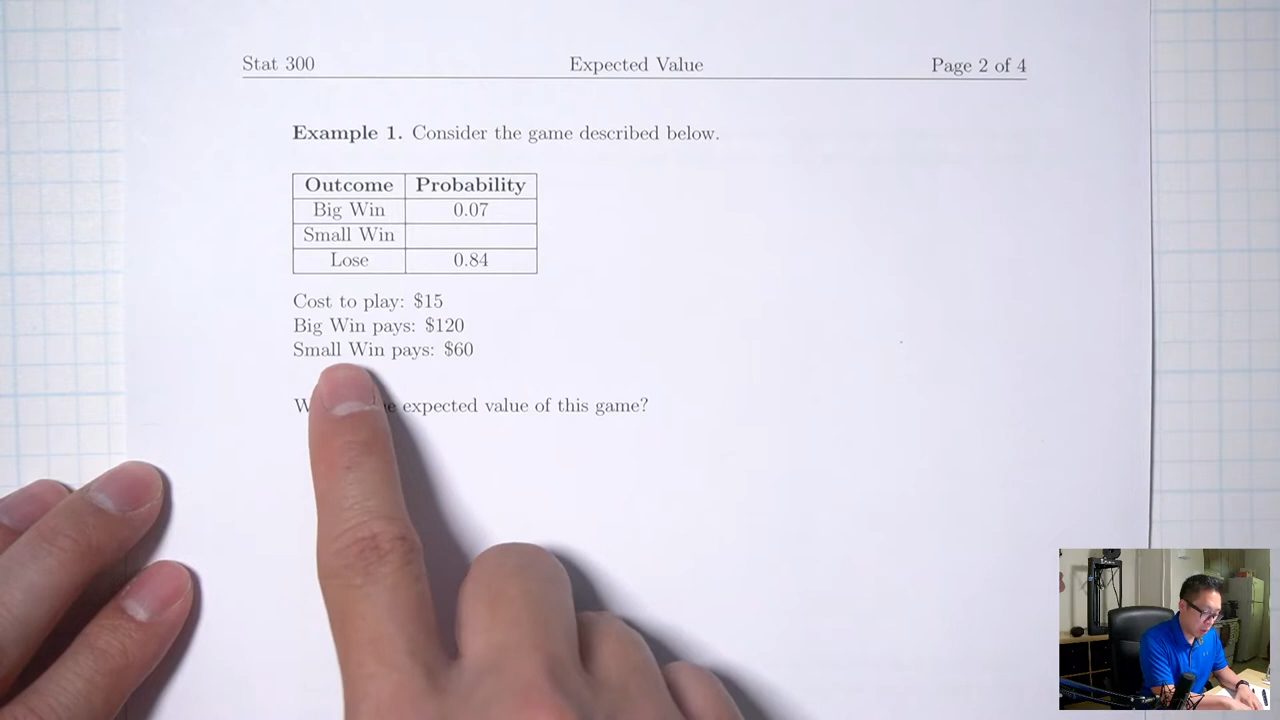 Stat 300 Expected Value Page 2 of 4
Example 1. Consider the game described below.
Outcome Probability
Big Win 0.07
Small Win
Lose 0.84
Cost to play: $15
Big Win pays: $120
Small Win pays: $60
expected value of this game?